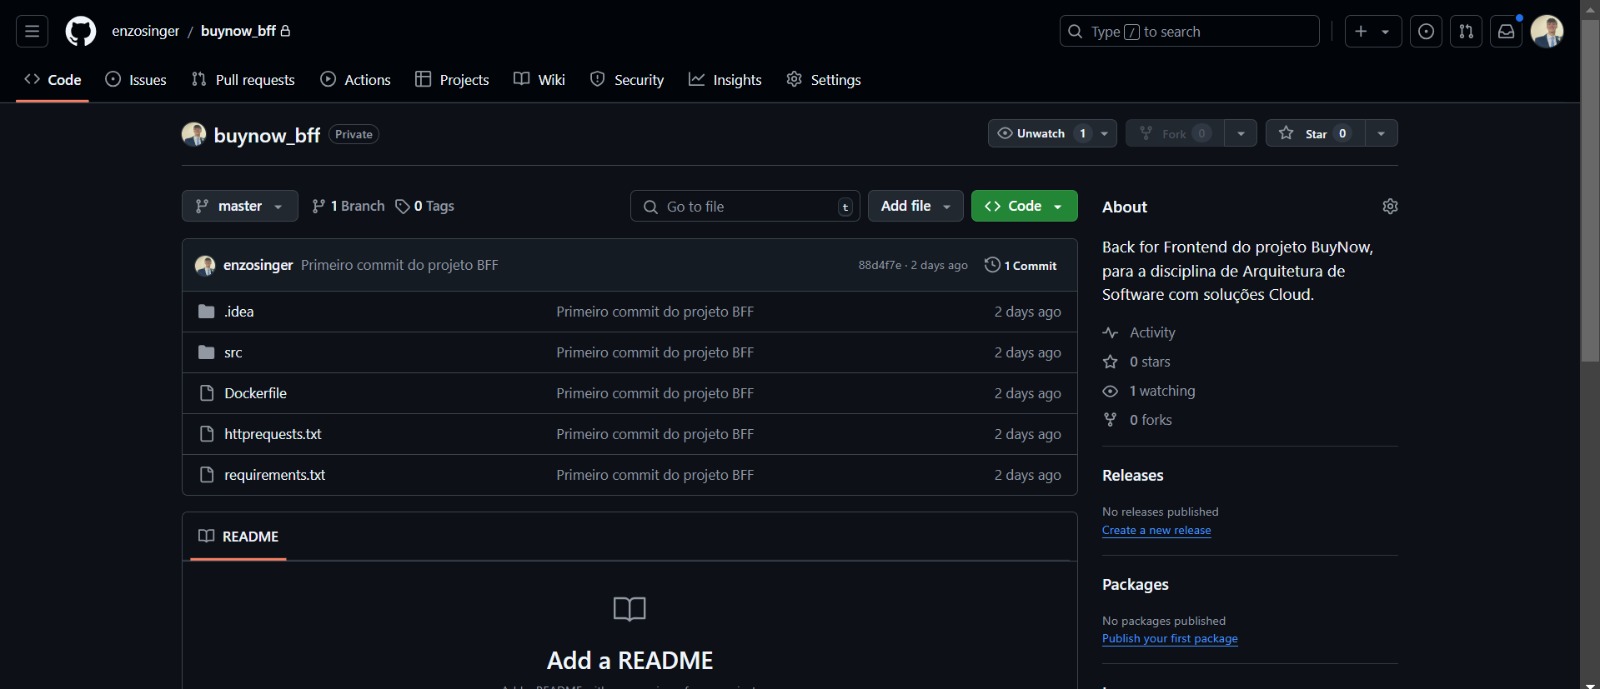 enzosinger / buynow_bff
Type / to search
Code Issues Pull requests Actions Projects Wiki Security Insights Settings
buynow_bff Private
Unwatch 1 Fork 0 Star 0
master 1 Branch 0 Tags
Go to file t Add file Code
enzosinger Primeiro commit do projeto BFF 88d4f7e · 2 days ago 1 Commit
.idea Primeiro commit do projeto BFF 2 days ago
src Primeiro commit do projeto BFF 2 days ago
Dockerfile Primeiro commit do projeto BFF 2 days ago
httprequests.txt Primeiro commit do projeto BFF 2 days ago
requirements.txt Primeiro commit do projeto BFF 2 days ago
README
Add a README
About
Back for Frontend do projeto BuyNow,
para a disciplina de Arquitetura de
Software com soluções Cloud.
Activity
0 stars
1 watching
0 forks
Releases
No releases published
Create a new release
Packages
No packages published
Publish your first package